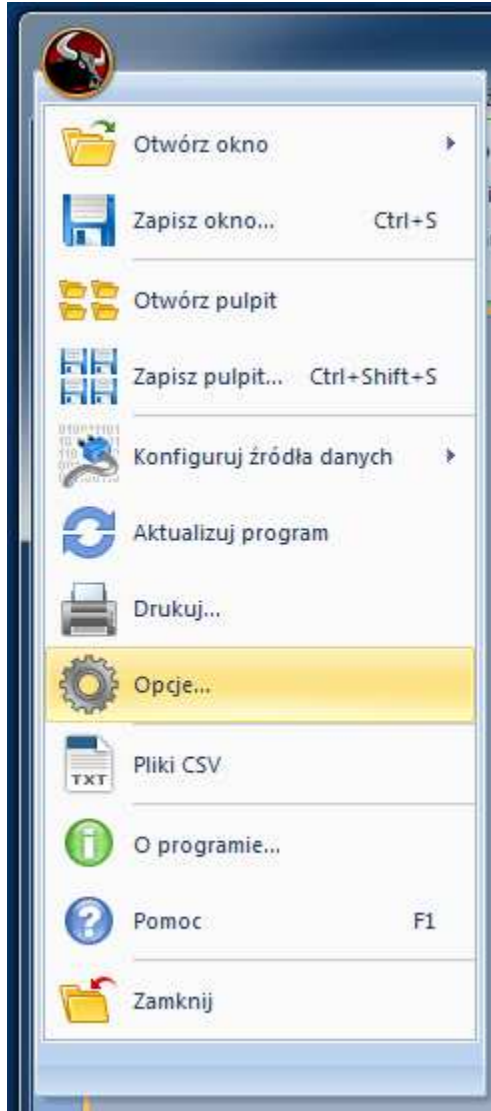 Otwórz okno
Zapisz okno... Ctrl+S
Otwórz pulpit
Zapisz pulpit... Ctrl+Shift+S
Konfiguruj źródła danych
Aktualizuj program
Drukuj...
Opcje...
TXT
Pliki CSV
O programie...
Pomoc F1
Zamknij